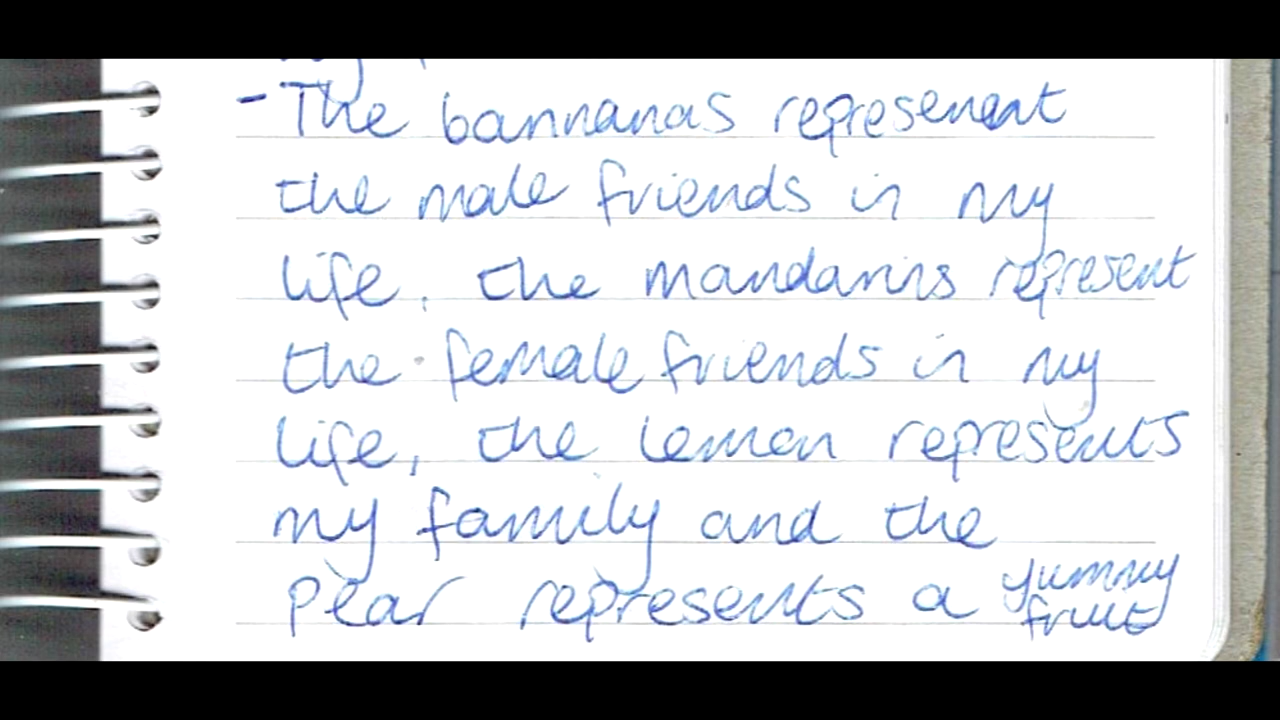 - The bannanas represent
the male friends in my
life, the mandarins represent
the female friends in my
life, the lemon represents
my family and the
pear represents a yummy
fruit